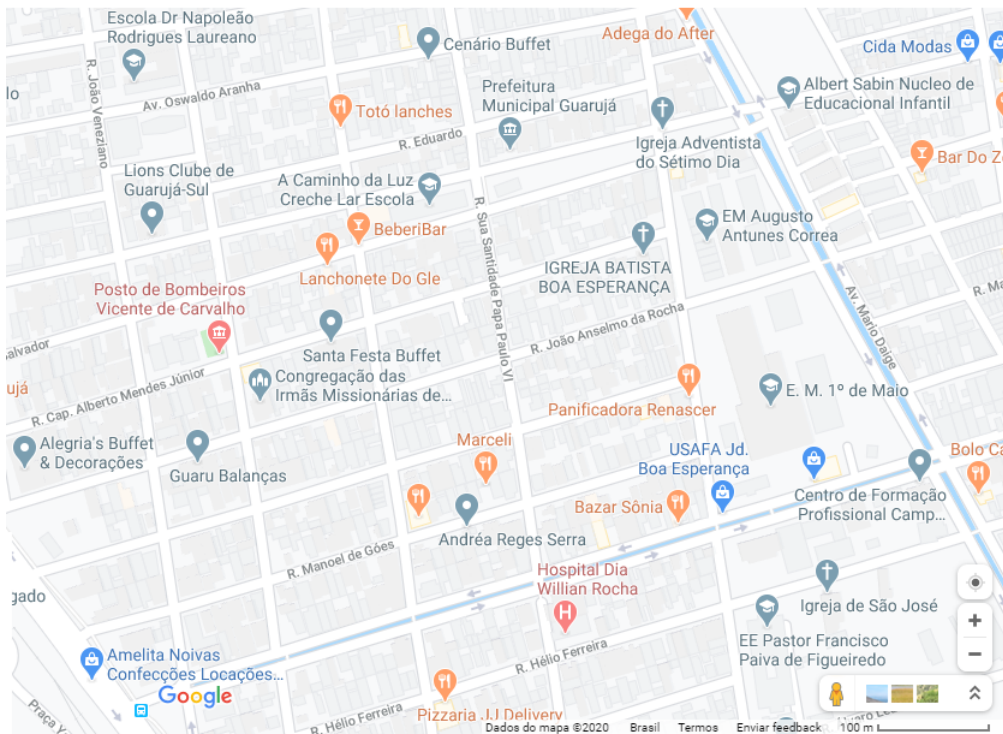 Escola Dr Napoleão
Rodrigues Laureano
Cenário Buffet
Adega do After
Cida Modas
R. João Veneziano
lo
Av. Oswaldo Aranha
Totó lanches
Prefeitura
Municipal Guarujá
Albert Sabin Nucleo de
Educacional Infantil
R. Eduardo
Igreja Adventista
do Sétimo Dia
Bar Do Ze
Lions Clube de
Guarujá-Sul
A Caminho da Luz
Creche Lar Escola
R. Sua Santidade Papa Paulo VI
EM Augusto
Antunes Correa
BeberiBar
Lanchonete Do Gle
IGREJA BATISTA
BOA ESPERANÇA
Av. Mario Daige
R. Ma
Posto de Bombeiros
Vicente de Carvalho
R. João Anselmo da Rocha
Salvador
Santa Festa Buffet
Congregação das
Irmãs Missionárias de...
ujá
R. Cap. Alberto Mendes Júnior
E. M. 1º de Maio
Panificadora Renascer
Alegria's Buffet
& Decorações
Marceli
USAFA Jd.
Boa Esperança
Bolo Ca
Guaru Balanças
Centro de Formação
Profissional Camp...
Bazar Sônia
Andréa Reges Serra
R. Manoel de Góes
Hospital Dia
Willian Rocha
gado
Igreja de São José
EE Pastor Francisco
Paiva de Figueiredo
R. Hélio Ferreira
Amelita Noivas
Confecções Locações...
Google
Praça Y
R. Hélio Ferreira
Pizzaria JJ Delivery
Dados do mapa ©2020 Brasil Termos Enviar feedback 100 m